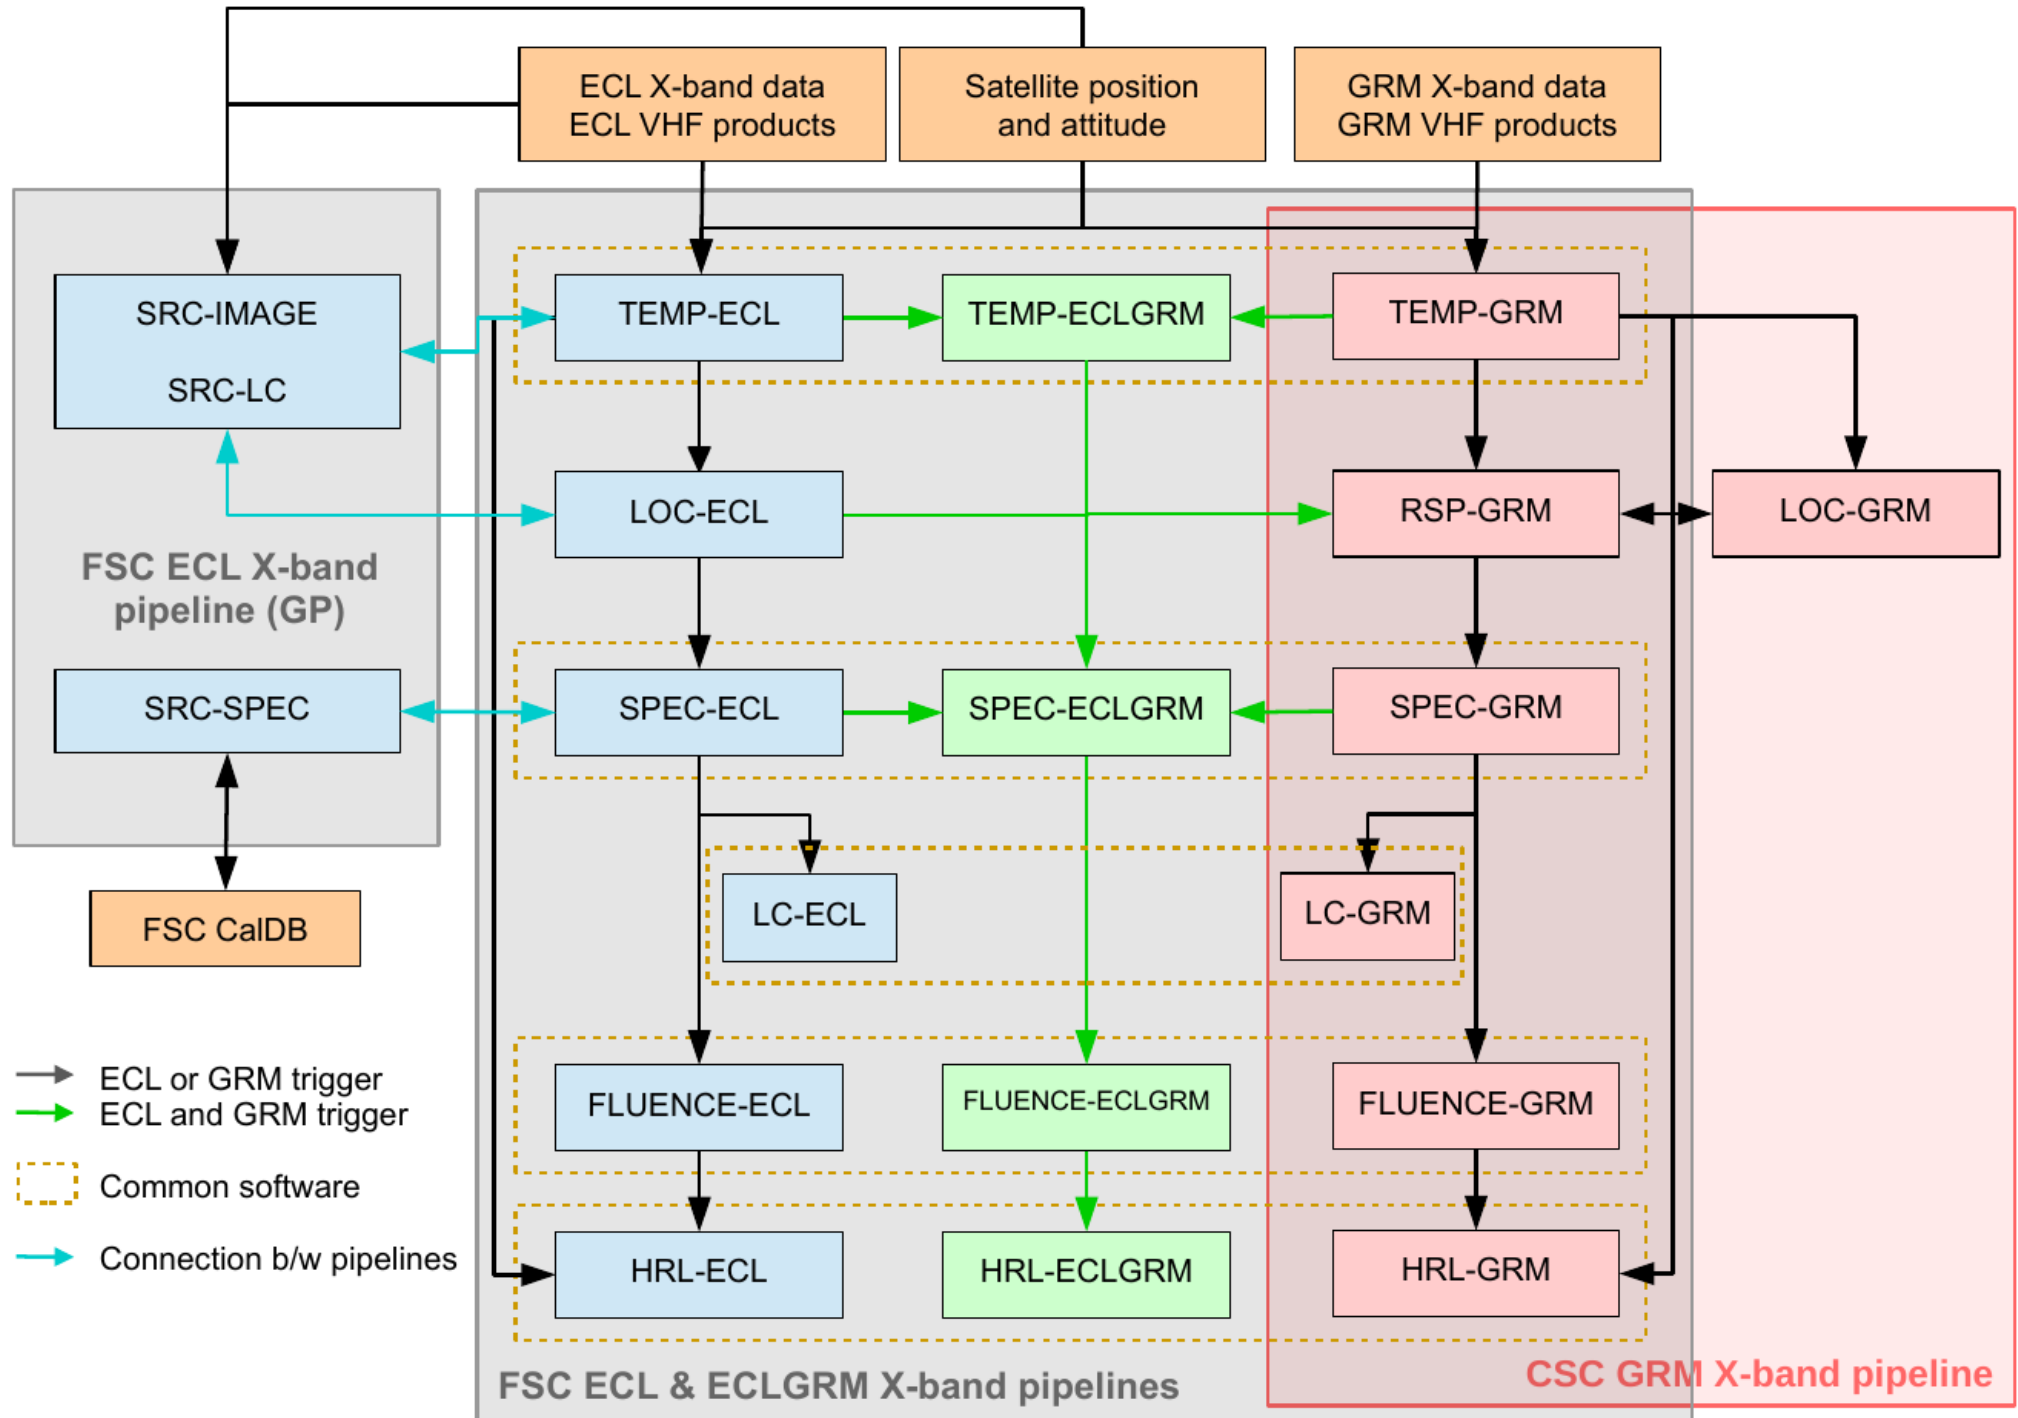 ECL X-band data
ECL VHF products
Satellite position
and attitude
GRM X-band data
GRM VHF products
SRC-IMAGE
SRC-LC
TEMP-ECL
TEMP-ECLGRM
TEMP-GRM
LOC-ECL
RSP-GRM
LOC-GRM
FSC ECL X-band
pipeline (GP)
SRC-SPEC
SPEC-ECL
SPEC-ECLGRM
SPEC-GRM
FSC CalDB
LC-ECL
LC-GRM
ECL or GRM trigger
ECL and GRM trigger
Common software
Connection b/w pipelines
FLUENCE-ECL
FLUENCE-ECLGRM
FLUENCE-GRM
HRL-ECL
HRL-ECLGRM
HRL-GRM
FSC ECL & ECLGRM X-band pipelines
CSC GRM X-band pipeline